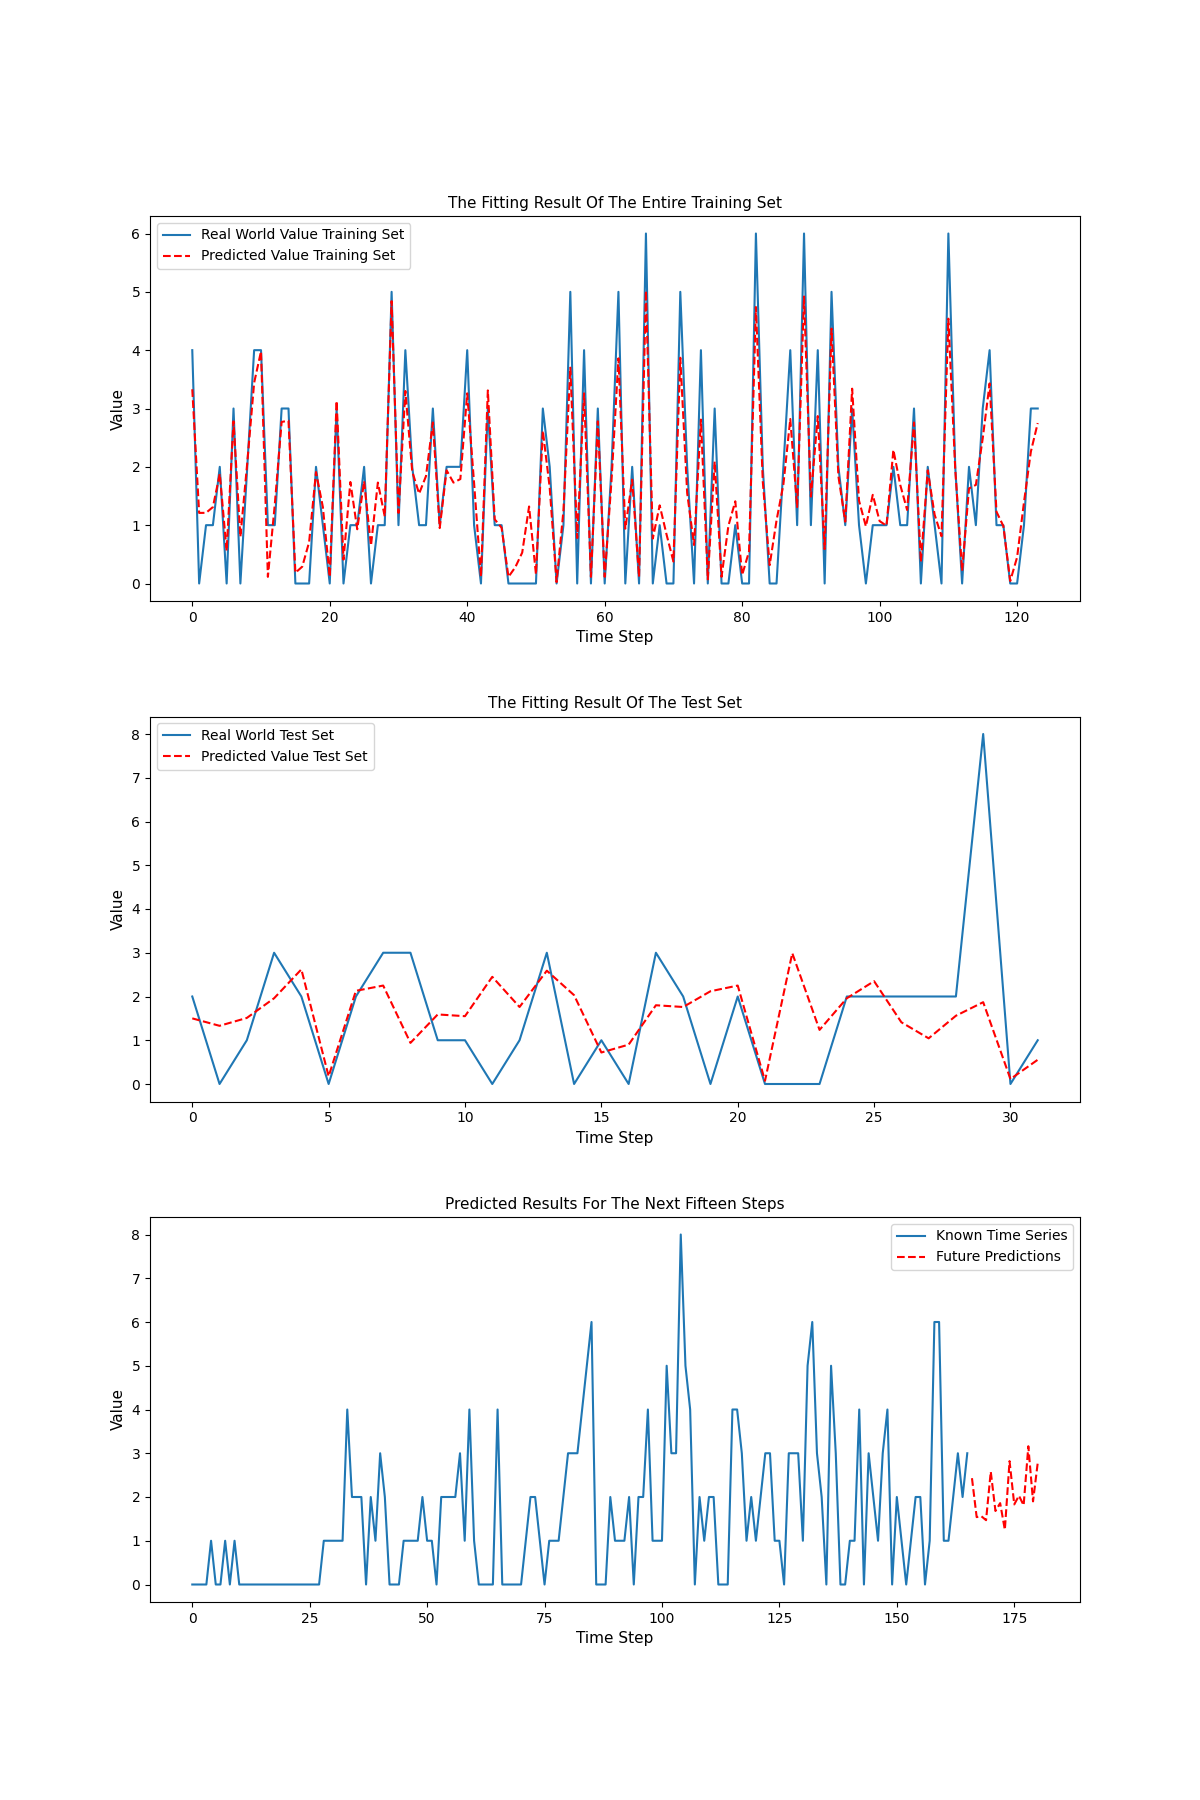 The Fitting Result Of The Entire Training Set
Real World Value Training Set
Predicted Value Training Set
Value
6
5
4
3
2
1
0
0 20 40 60 80 100 120
Time Step
The Fitting Result Of The Test Set
Real World Test Set
Predicted Value Test Set
Value
8
7
6
5
4
3
2
1
0
0 5 10 15 20 25 30
Time Step
Predicted Results For The Next Fifteen Steps
Known Time Series
Future Predictions
Value
8
7
6
5
4
3
2
1
0
0 25 50 75 100 125 150 175
Time Step